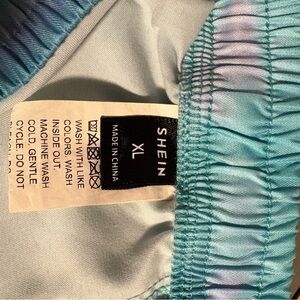 SHEIN
XL
MADE IN CHINA
WASH WITH LIKE
COLORS. WASH
INSIDE OUT.
MACHINE WASH
COLD. GENTLE
CYCLE. DO NOT